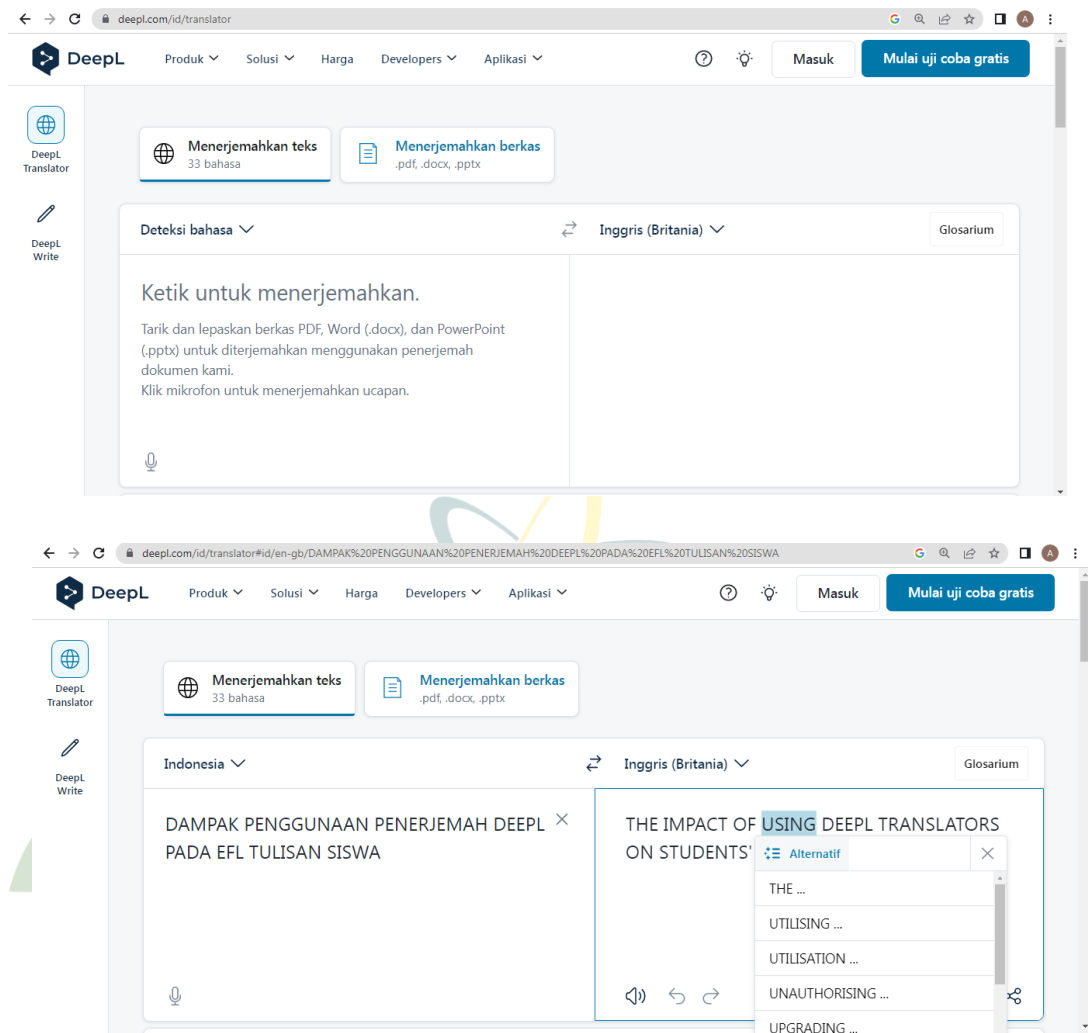 deepl.com/id/translator
A
DeepL
Produk
Solusi
Harga
Developers
Aplikasi
Masuk
Mulai uji coba gratis
DeepL
Translator
DeepL
Write
Menerjemahkan teks
33 bahasa
Menerjemahkan berkas
.pdf, .docx, .pptx
Deteksi bahasa
Inggris (Britania)
Glosarium
Ketik untuk menerjemahkan.
Tarik dan lepaskan berkas PDF, Word (.docx), dan PowerPoint
(.pptx) untuk diterjemahkan menggunakan penerjemah
dokumen kami.
Klik mikrofon untuk menerjemahkan ucapan.
deepl.com/id/translator#id/en-gb/DAMPAK%20PENGGUNAAN%20PENERJEMAH%20DEEPL%20PADA%20EFL%20TULISAN%20SISWA
A
DeepL
Produk
Solusi
Harga
Developers
Aplikasi
Masuk
Mulai uji coba gratis
DeepL
Translator
DeepL
Write
Menerjemahkan teks
33 bahasa
Menerjemahkan berkas
.pdf, .docx, .pptx
Indonesia
Inggris (Britania)
Glosarium
DAMPAK PENGGUNAAN PENERJEMAH DEEPL
PADA EFL TULISAN SISWA
THE IMPACT OF USING DEEPL TRANSLATORS
ON STUDENTS'
Alternatif
THE ...
UTILISING ...
UTILISATION ...
UNAUTHORISING ...
UPGRADING ...